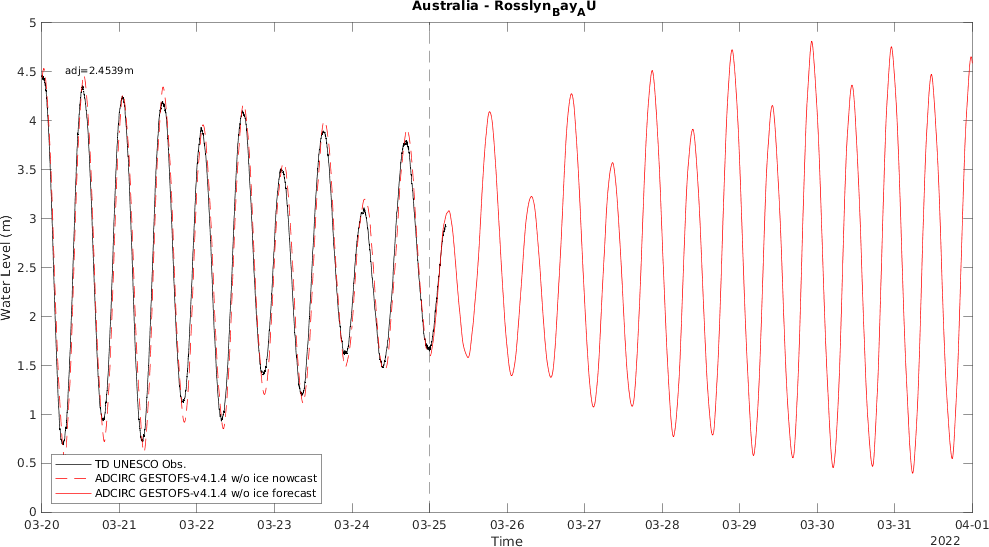 Australia - Rosslyn_Bay_AU
adj=2.4539m
5
4.5
4
3.5
3
2.5
2
1.5
1
0.5
0
Water Level (m)
TD UNESCO Obs.
ADCIRC GESTOFS-v4.1.4 w/o ice nowcast
ADCIRC GESTOFS-v4.1.4 w/o ice forecast
03-20 03-21 03-22 03-23 03-24 03-25 03-26 03-27 03-28 03-29 03-30 03-31 04-01
Time
2022